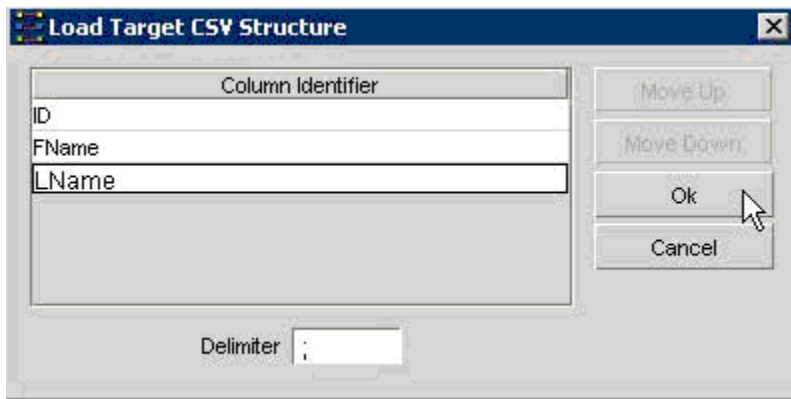 Load Target CSV Structure
Column Identifier
ID
FName
LName
Move Up
Move Down
Ok
Cancel
Delimiter ;